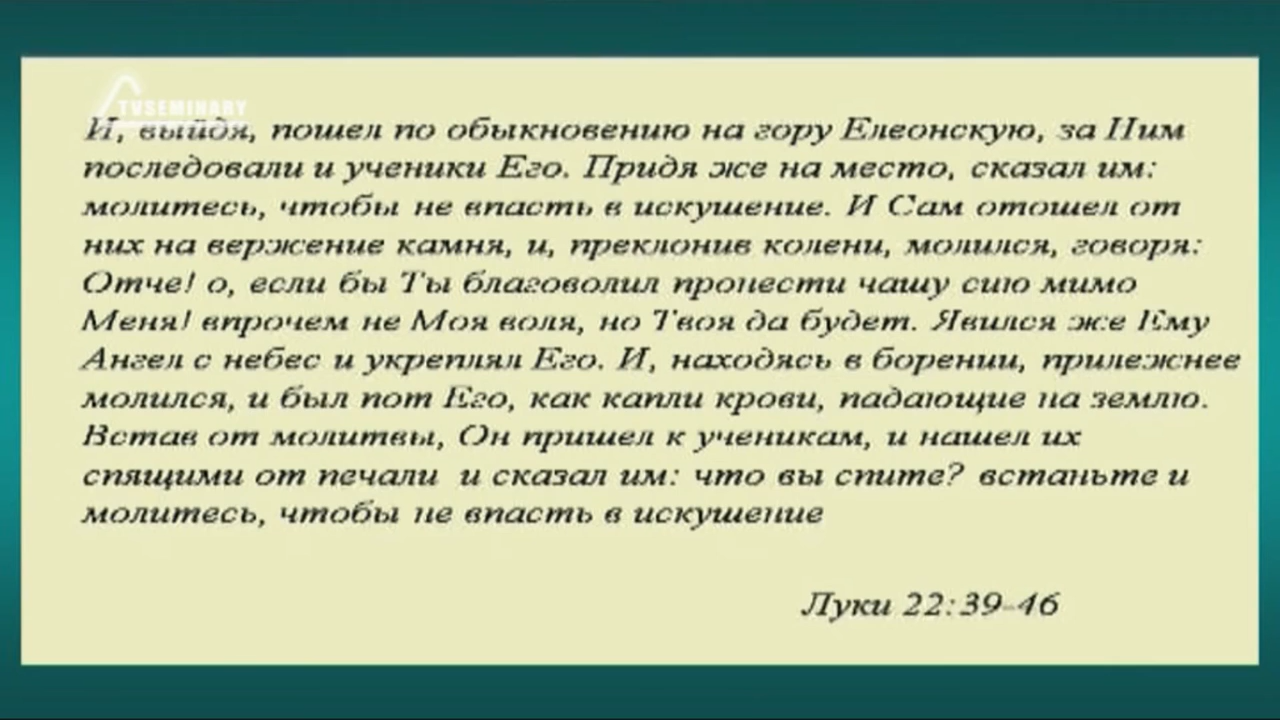 TVSEMINARY
И, выйдя, пошел по обыкновению на гору Елеонскую, за Ним
последовали и ученики Его. Придя же на место, сказал им:
молитесь, чтобы не впасть в искушение. И Сам отошел от
них на вержение камня, и, преклонив колени, молился, говоря:
Отче! о, если бы Ты благоволил пронести чашу сию мимо
Меня! впрочем не Моя воля, но Твоя да будет. Явился же Ему
Ангел с небес и укреплял Его. И, находясь в борении, прилежнее
молился, и был пот Его, как капли крови, падающие на землю.
Встав от молитвы, Он пришел к ученикам, и нашел их
спящими от печали и сказал им: что вы спите? встаньте и
молитесь, чтобы не впасть в искушение
Луки 22:39-46